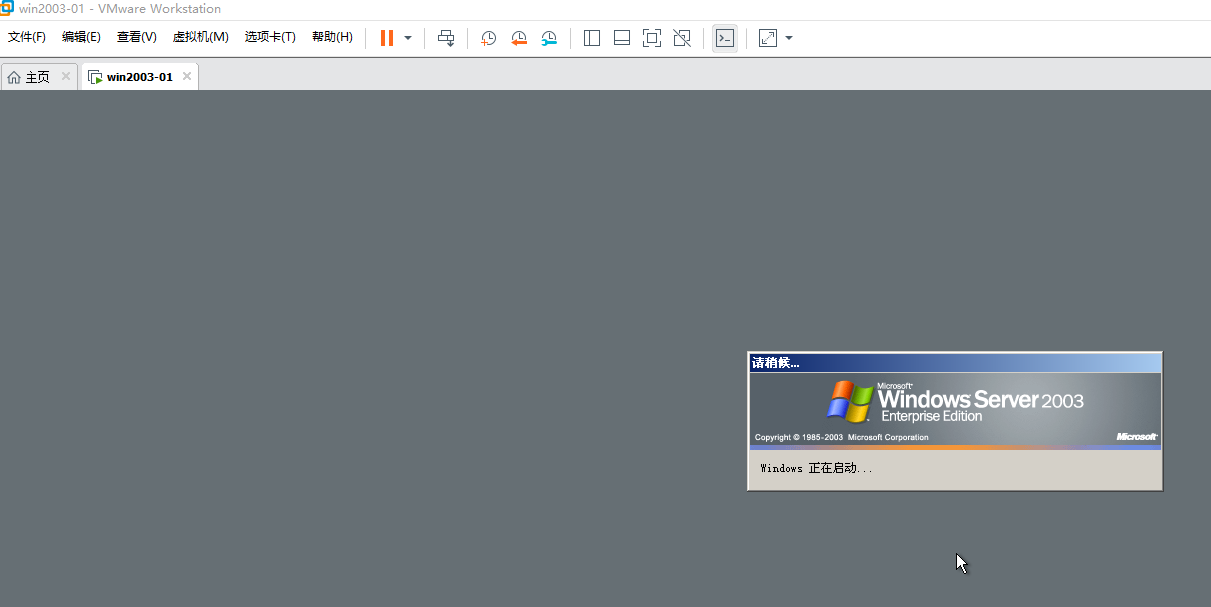 win2003-01 - VMware Workstation
文件(F) 编辑(E) 查看(V) 虚拟机(M) 选项卡(T) 帮助(H)
主页 win2003-01
请稍候...
Microsoft
Windows Server 2003
Enterprise Edition
Copyright © 1985-2003 Microsoft Corporation Microsoft
Windows 正在启动...